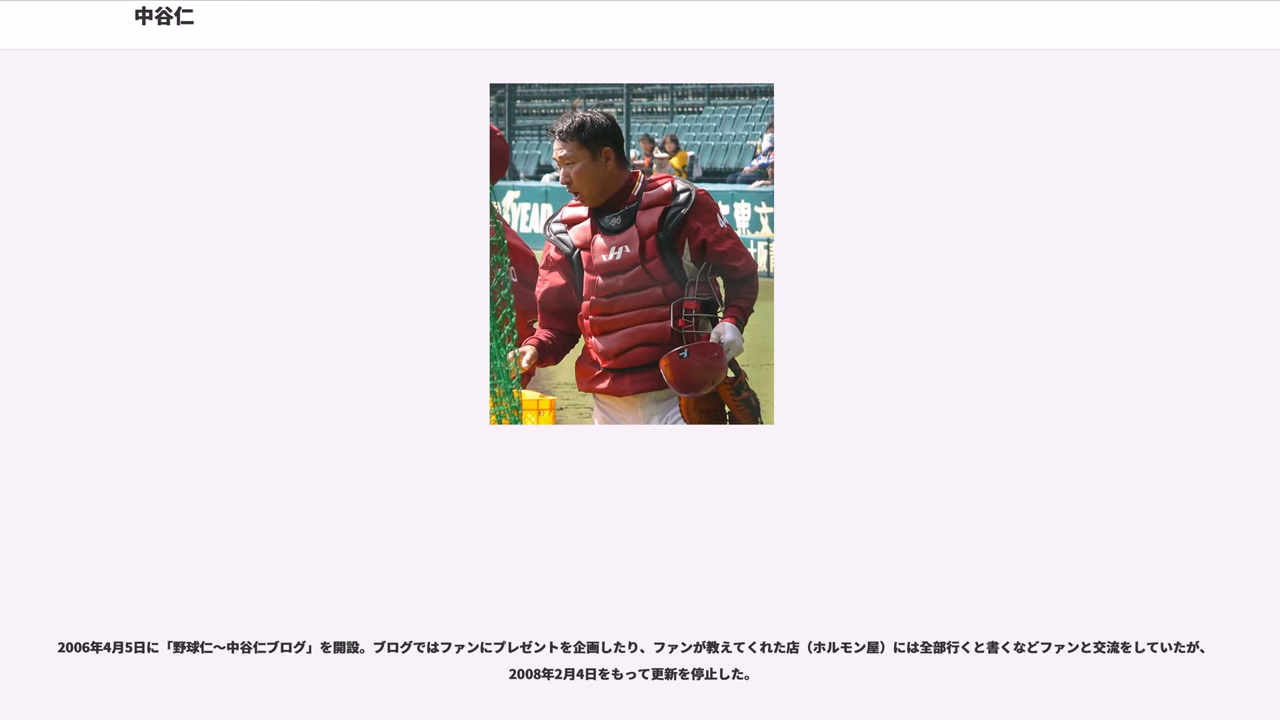 中谷仁
YEAR
2006年4月5日に「野球仁〜中谷仁ブログ」を開設。ブログではファンにプレゼントを企画したり、ファンが教えてくれた店（ホルモン屋）には全部行くと書くなどファンと交流をしていたが、
2008年2月4日をもって更新を停止した。